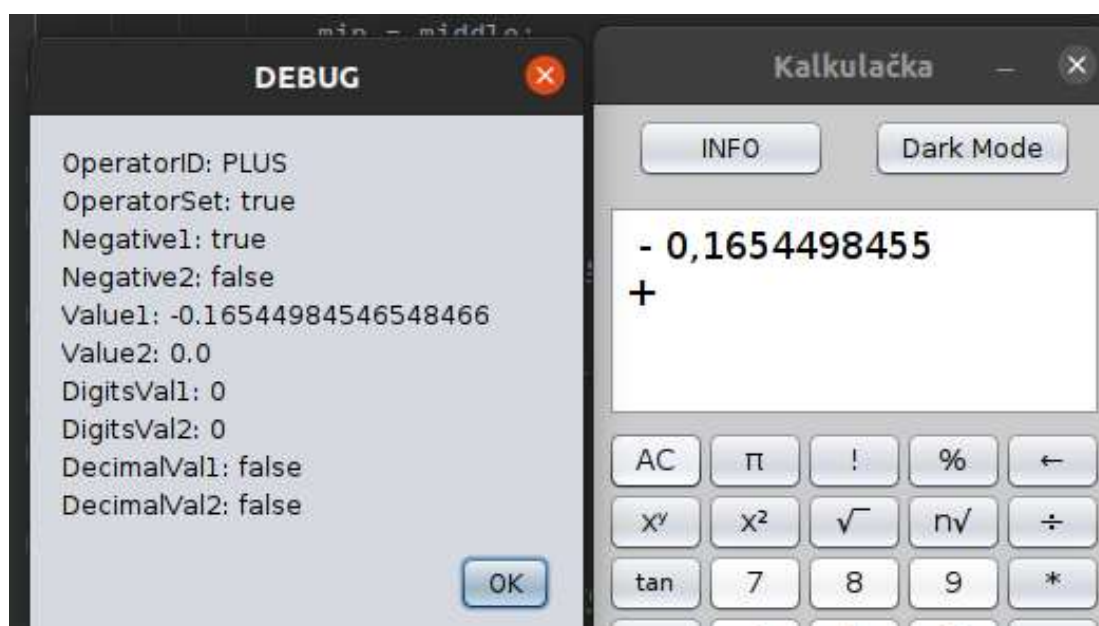 min = middle;
DEBUG
OperatorID: PLUS
OperatorSet: true
Negative1: true
Negative2: false
Value1: -0.16544984546548466
Value2: 0.0
DigitsVal1: 0
DigitsVal2: 0
DecimalVal1: false
DecimalVal2: false
OK
Kalkulačka
INFO Dark Mode
- 0,1654498455
+
AC π ! % ←
xʸ x² √ n√ ÷
tan 7 8 9 *